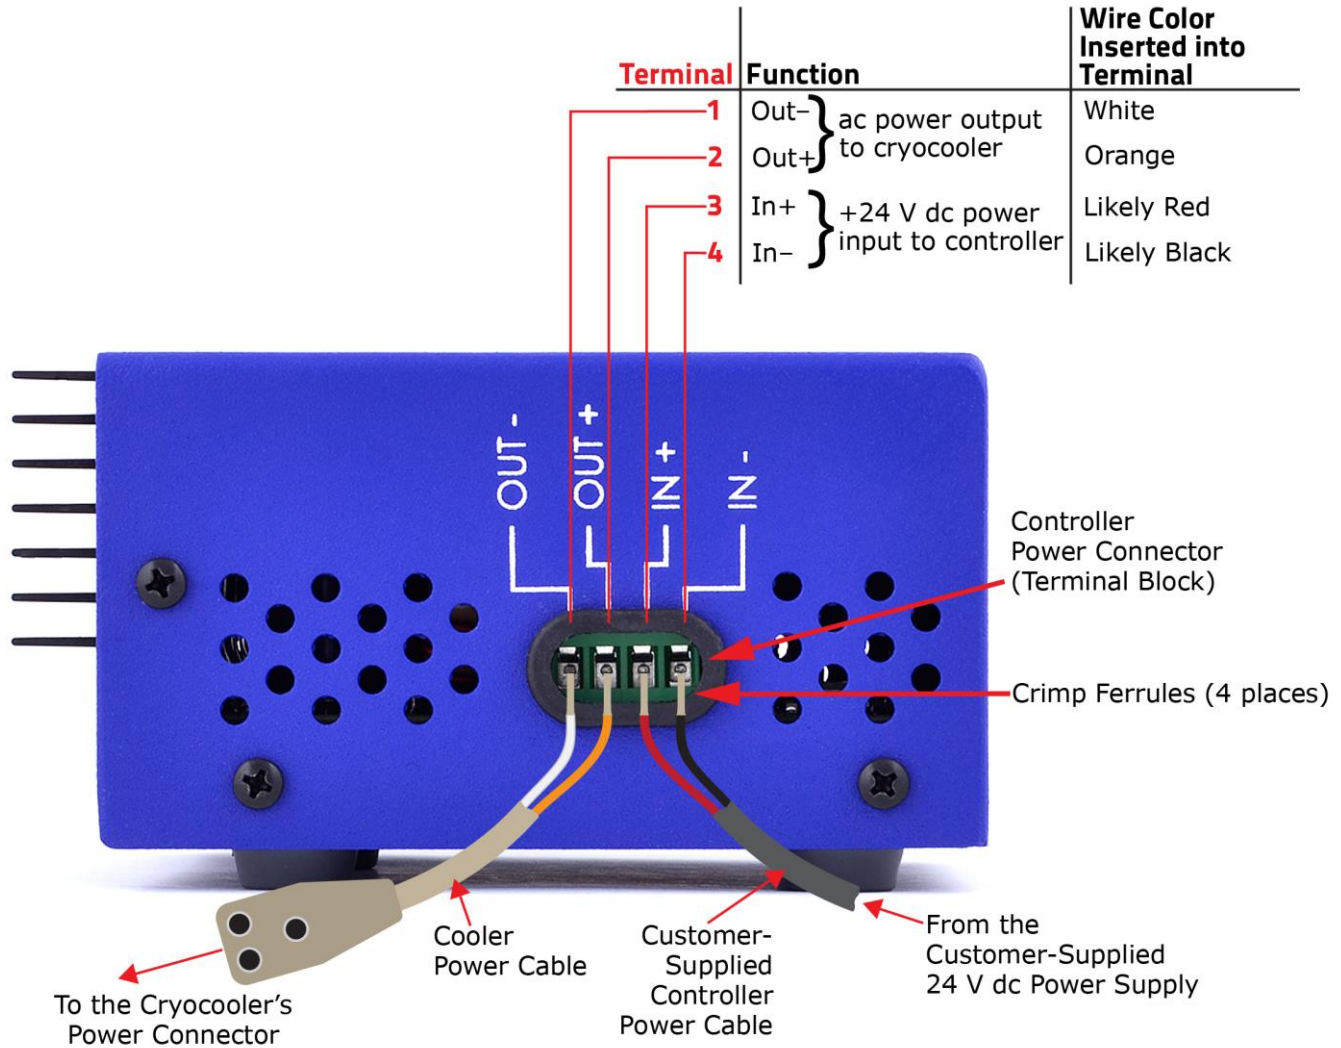 Wire Color
Inserted into
Terminal Function Terminal
1 Out– ac power output White
2 Out+ to cryocooler Orange
3 In+ +24 V dc power Likely Red
4 In– input to controller Likely Black
OUT -
OUT +
IN +
IN -
Controller
Power Connector
(Terminal Block)
Crimp Ferrules (4 places)
Cooler
Power Cable
Customer-
Supplied
Controller
Power Cable
From the
Customer-Supplied
24 V dc Power Supply
To the Cryocooler’s
Power Connector